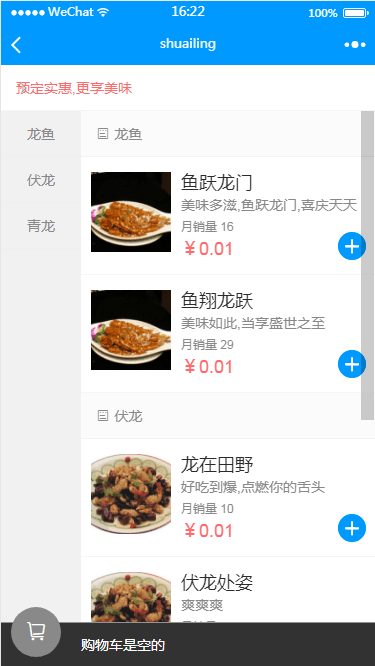 WeChat 16:22 100%
shuailing
预定实惠,更享美味
龙鱼
伏龙
青龙
龙鱼
鱼跃龙门
美味多滋,鱼跃龙门,喜庆天天
月销量 16
￥0.01
鱼翔龙跃
美味如此,当享盛世之至
月销量 29
￥0.01
伏龙
龙在田野
好吃到爆,点燃你的舌头
月销量 10
￥0.01
伏龙处姿
爽爽爽
购物车是空的